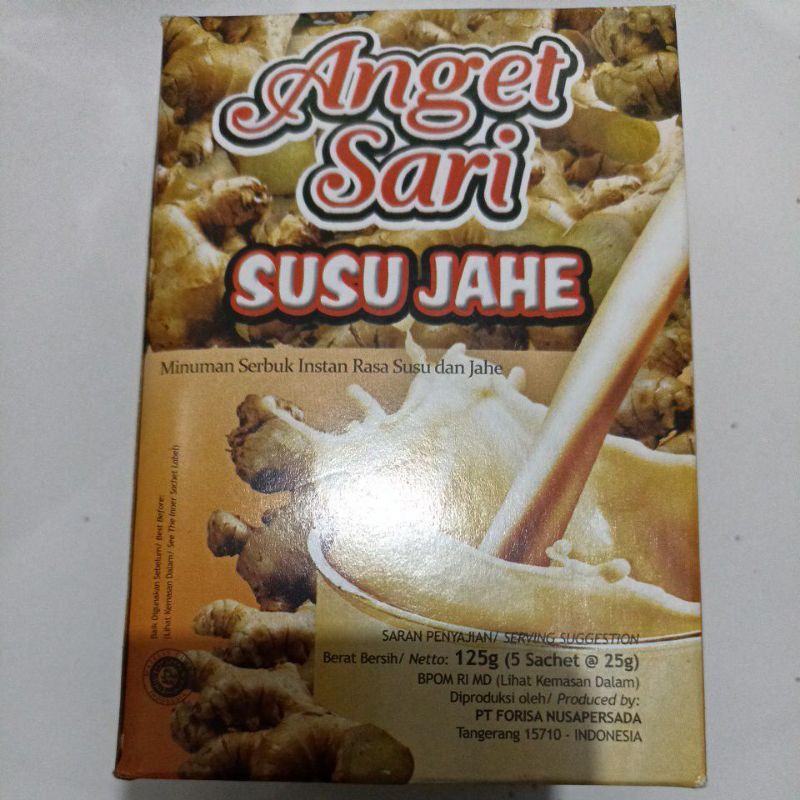 Anget
Sari
SUSU JAHE
Minuman Serbuk Instan Rasa Susu dan Jahe
Baik Digunakan Sebelum/ Best Before:
(Lihat Kemasan Dalam/ See The Inner Sachet Label)
SARAN PENYAJIAN/ SERVING SUGGESTION
Berat Bersih/ Netto: 125g (5 Sachet @ 25g)
BPOM RI MD (Lihat Kemasan Dalam)
Diproduksi oleh/ Produced by:
PT FORISA NUSAPERSADA
Tangerang 15710 - INDONESIA